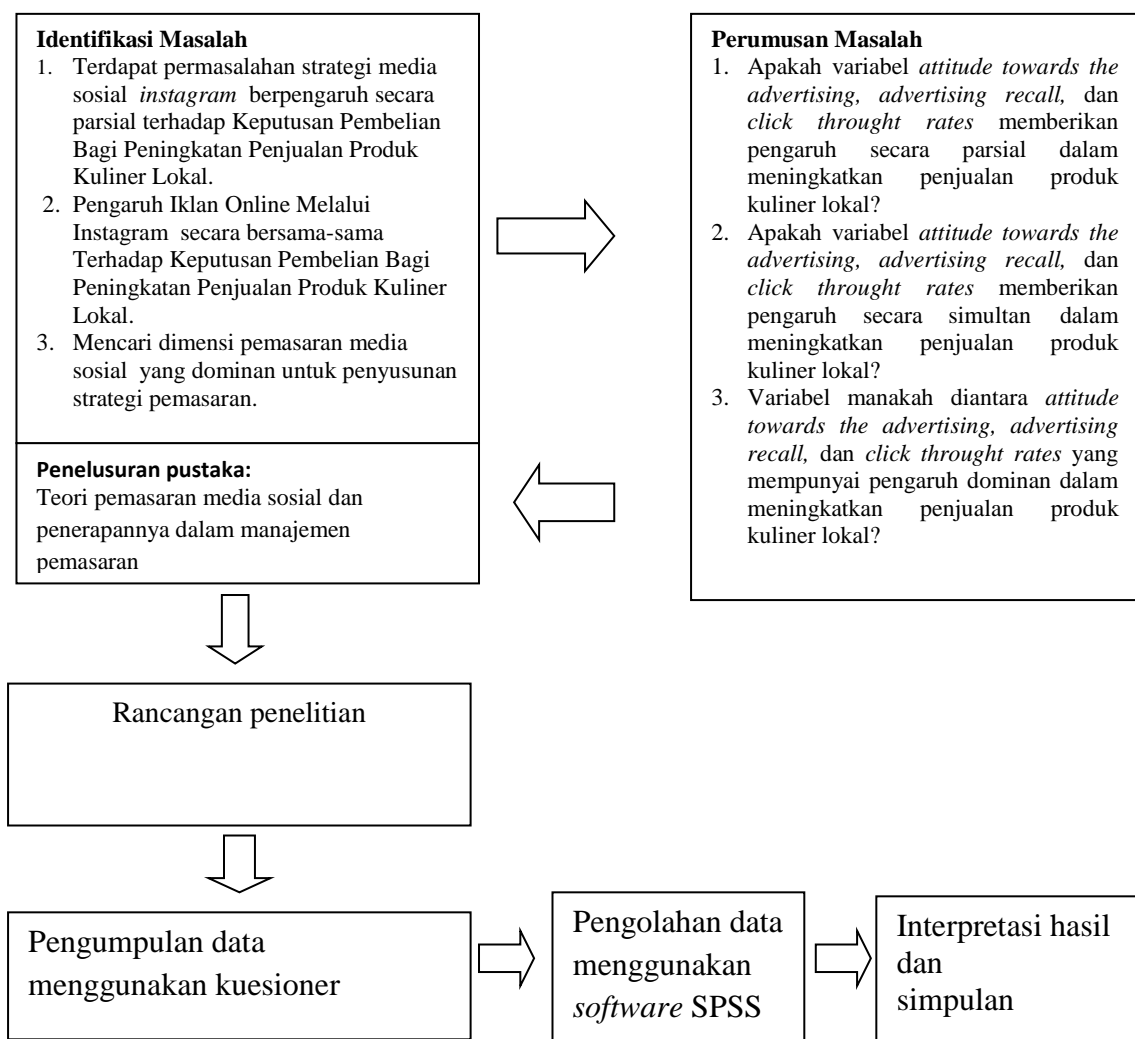 Identifikasi Masalah
1. Terdapat permasalahan strategi media
sosial instagram berpengaruh secara
parsial terhadap Keputusan Pembelian
Bagi Peningkatan Penjualan Produk
Kuliner Lokal.
2. Pengaruh Iklan Online Melalui
Instagram secara bersama-sama
Terhadap Keputusan Pembelian Bagi
Peningkatan Penjualan Produk Kuliner
Lokal.
3. Mencari dimensi pemasaran media
sosial yang dominan untuk penyusunan
strategi pemasaran.
Penelusuran pustaka:
Teori pemasaran media sosial dan
penerapannya dalam manajemen
pemasaran
Perumusan Masalah
1. Apakah variabel attitude towards the
advertising, advertising recall, dan
click throught rates memberikan
pengaruh secara parsial dalam
meningkatkan penjualan produk
kuliner lokal?
2. Apakah variabel attitude towards the
advertising, advertising recall, dan
click throught rates memberikan
pengaruh secara simultan dalam
meningkatkan penjualan produk
kuliner lokal?
3. Variabel manakah diantara attitude
towards the advertising, advertising
recall, dan click throught rates yang
mempunyai pengaruh dominan dalam
meningkatkan penjualan produk
kuliner lokal?
Rancangan penelitian
Pengumpulan data
menggunakan kuesioner
Pengolahan data
menggunakan
software SPSS
Interpretasi hasil
dan
simpulan